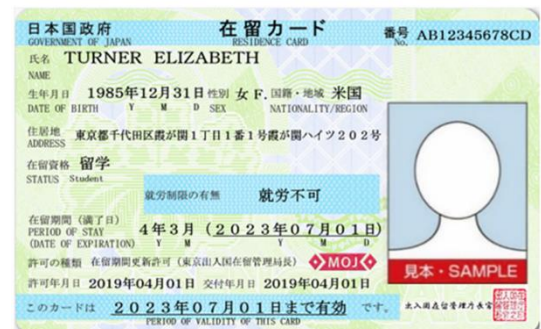 日本国政府 在留カード 番号 AB12345678CD
GOVERNMENT OF JAPAN RESIDENCE CARD No.
氏名 TURNER ELIZABETH
NAME
生年月日 1985年12月31日 性別 女 F. 国籍・地域 米国
DATE OF BIRTH Y M D SEX NATIONALITY/REGION
住居地 東京都千代田区霞が関1丁目1番1号霞が関ハイツ202号
ADDRESS
在留資格 留学
STATUS Student
就労制限の有無 就労不可
在留期間(満了日)
PERIOD OF STAY 4年3月(2023年07月01日)
(DATE OF EXPIRATION) Y M Y M D
許可の種類 在留期間更新許可(東京出入国在留管理局長) MOJ
見本・SAMPLE
許可年月日 2019年04月01日 交付年月日 2019年04月01日
このカードは 2023年07月01日まで有効 です。 出入国在留管理庁長官
PERIOD OF VALIDITY OF THIS CARD